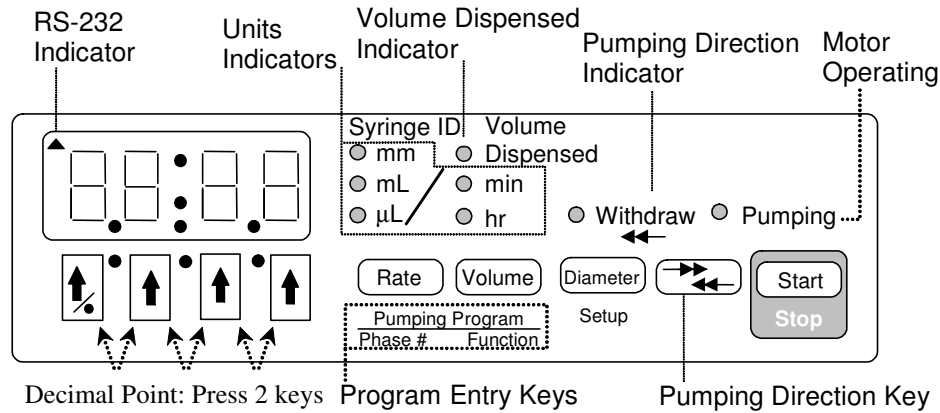 RS-232
Indicator
Units
Indicators
Volume Dispensed
Indicator
Pumping Direction
Indicator
Motor
Operating
Syringe ID
Volume
Dispensed
mm
mL
min
µL
hr
Withdraw
Pumping
Rate
Volume
Diameter
Start
Stop
Setup
Pumping Program
Phase # Function
Decimal Point: Press 2 keys
Program Entry Keys
Pumping Direction Key